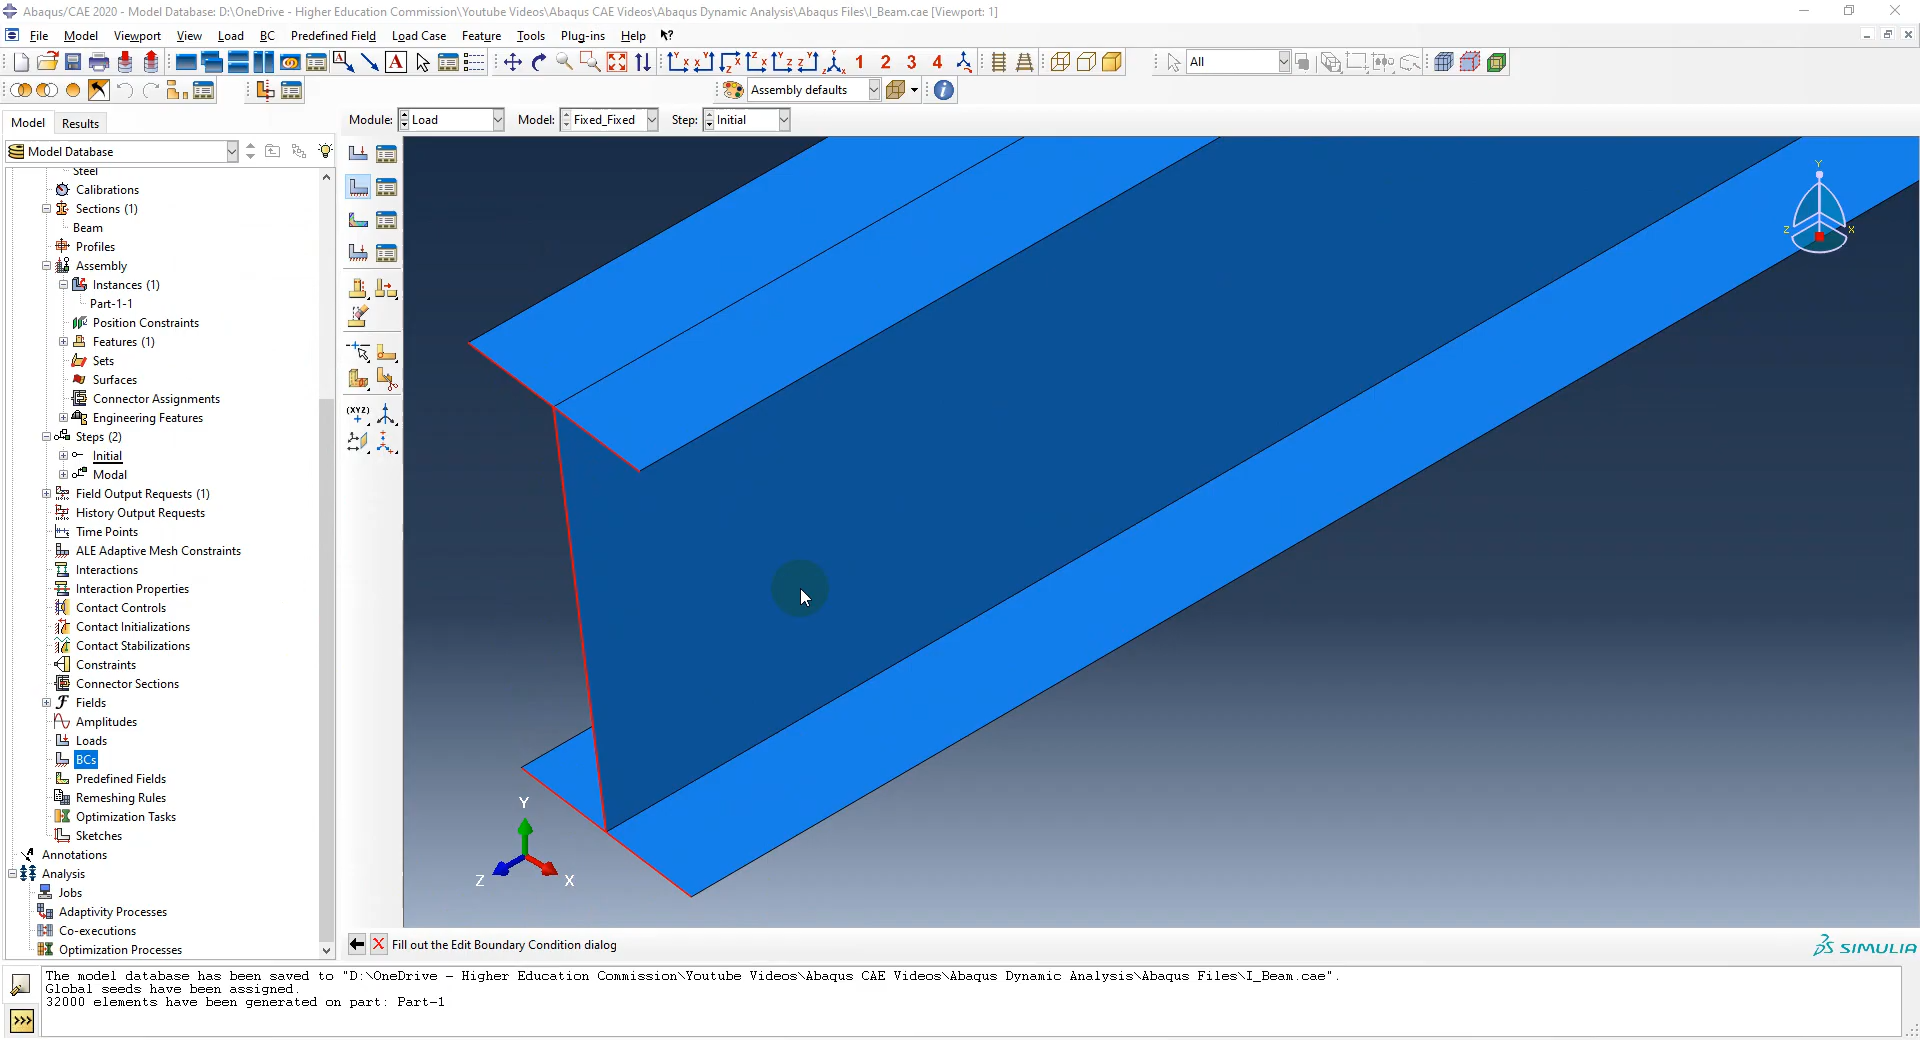 Abaqus/CAE 2020 - Model Database: D:\OneDrive - Higher Education Commission\Youtube Videos\Abaqus CAE Videos\Abaqus Dynamic Analysis\Abaqus Files\I_Beam.cae [Viewport: 1]
File Model Viewport View Load BC Predefined Field Load Case Feature Tools Plug-ins Help
1 2 3 4 All
Assembly defaults
Model Results
Module: Load Model: Fixed_Fixed Step: Initial
Model Database
Steel
Calibrations
Sections (1)
Beam
Profiles
Assembly
Instances (1)
Part-1-1
Position Constraints
Features (1)
Sets
Surfaces
Connector Assignments
Engineering Features
Steps (2)
Initial
Modal
Field Output Requests (1)
History Output Requests
Time Points
ALE Adaptive Mesh Constraints
Interactions
Interaction Properties
Contact Controls
Contact Initializations
Contact Stabilizations
Constraints
Connector Sections
Fields
Amplitudes
Loads
BCs
Predefined Fields
Remeshing Rules
Optimization Tasks
Sketches
Annotations
Analysis
Jobs
Adaptivity Processes
Co-executions
Optimization Processes
(XYZ)
Y
Z X
Y
Z X
Fill out the Edit Boundary Condition dialog
SIMULIA
The model database has been saved to "D:\OneDrive - Higher Education Commission\Youtube Videos\Abaqus CAE Videos\Abaqus Dynamic Analysis\Abaqus Files\I_Beam.cae".
Global seeds have been assigned.
32000 elements have been generated on part: Part-1
>>>